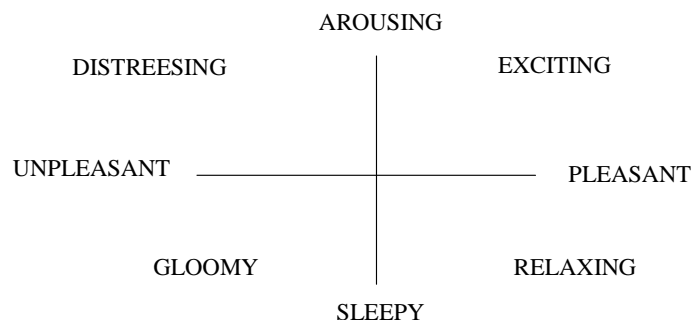 AROUSING
DISTREESING EXCITING
UNPLEASANT PLEASANT
GLOOMY RELAXING
SLEEPY